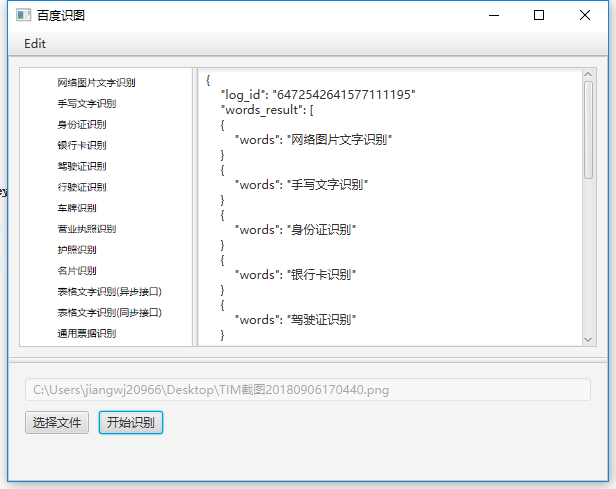 百度识图
Edit
网络图片文字识别
手写文字识别
身份证识别
银行卡识别
驾驶证识别
行驶证识别
车牌识别
营业执照识别
护照识别
名片识别
表格文字识别(异步接口)
表格文字识别(同步接口)
通用票据识别
{
"log_id": "6472542641577111195"
"words_result": [
{
"words": "网络图片文字识别"
}
{
"words": "手写文字识别"
}
{
"words": "身份证识别"
}
{
"words": "银行卡识别"
}
{
"words": "驾驶证识别"
}
C:\Users\jiangwj20966\Desktop\TIM截图20180906170440.png
选择文件
开始识别